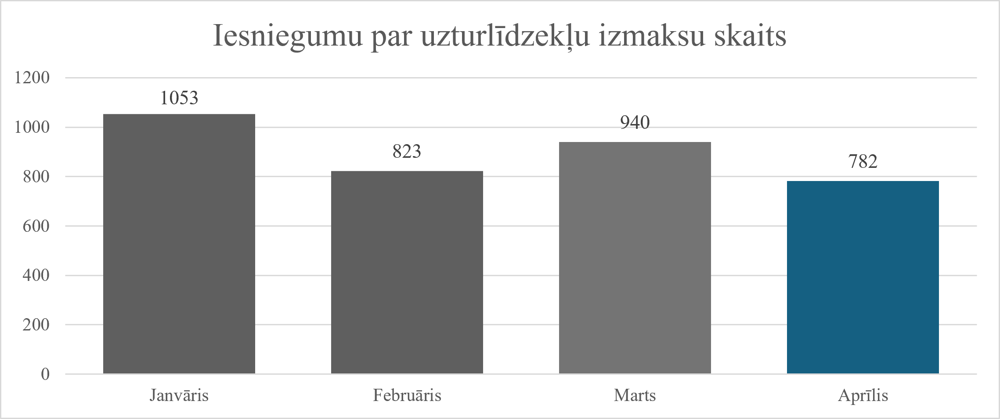 Iesniegumu par uzturlīdzekļu izmaksu skaits
1200
1000
800
600
400
200
0
1053
823
940
782
Janvāris
Februāris
Marts
Aprīlis